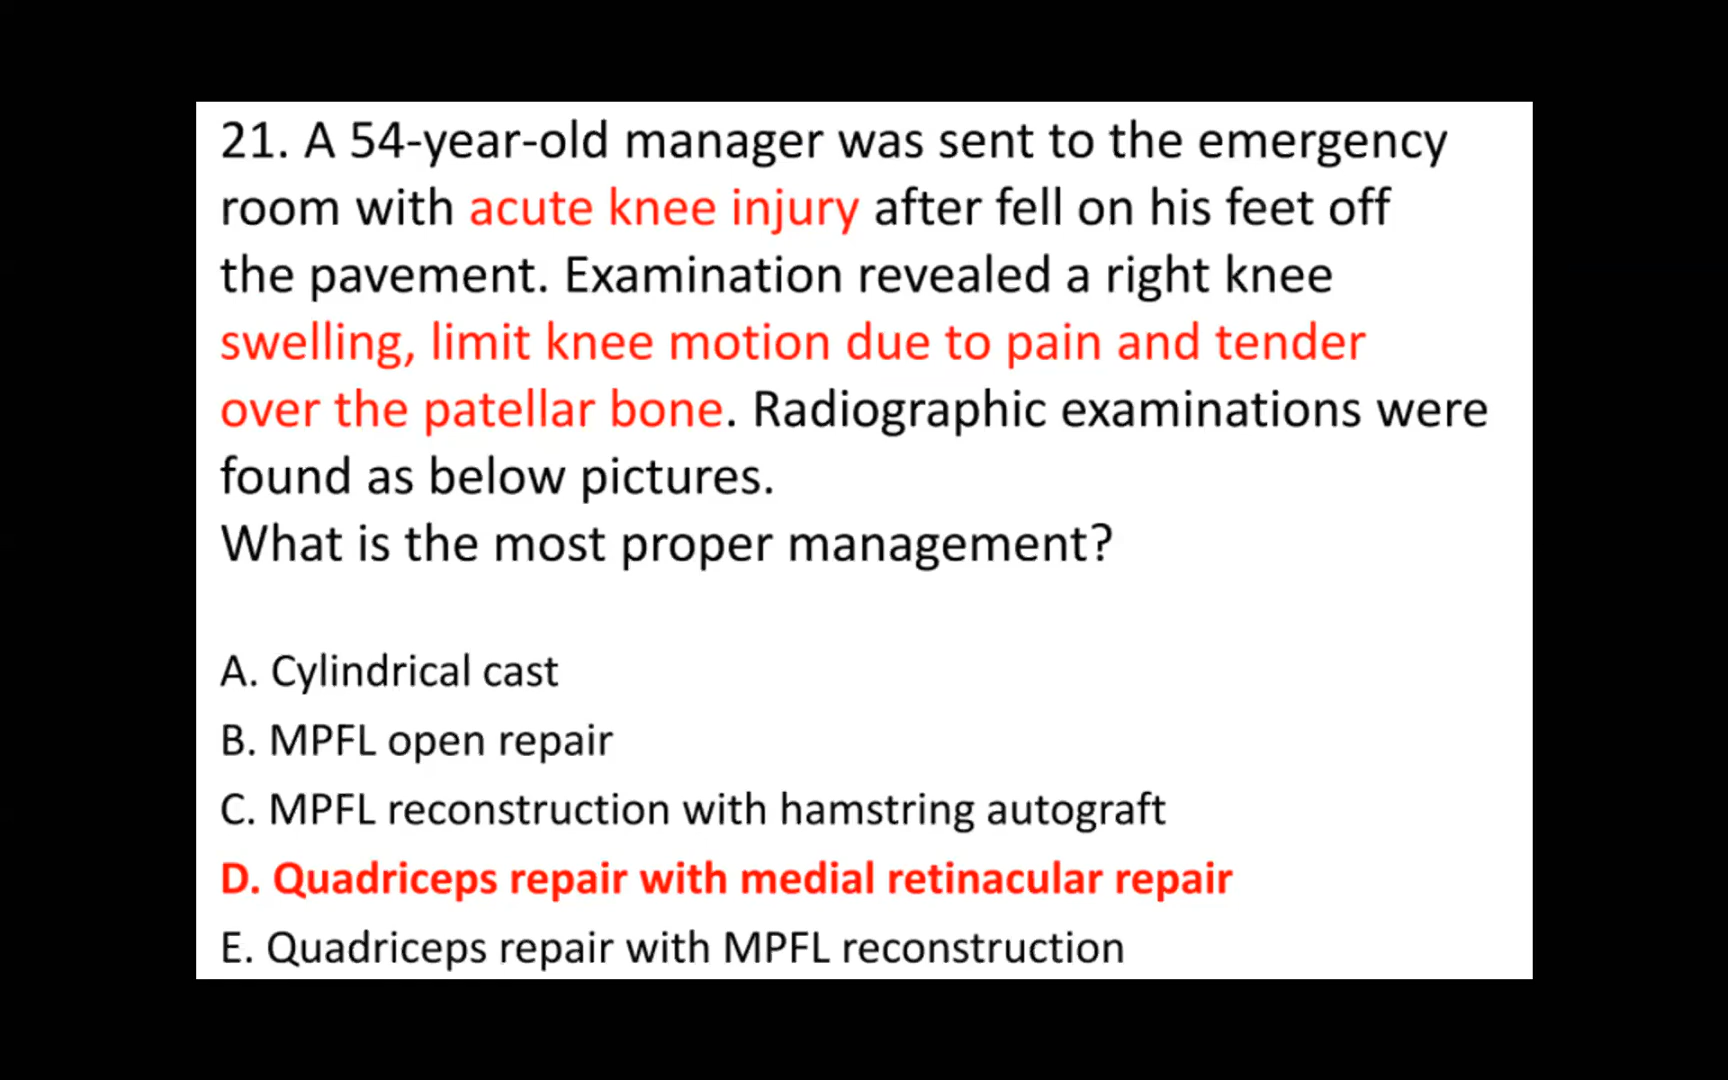 21. A 54-year-old manager was sent to the emergency
room with acute knee injury after fell on his feet off
the pavement. Examination revealed a right knee
swelling, limit knee motion due to pain and tender
over the patellar bone. Radiographic examinations were
found as below pictures.
What is the most proper management?
A. Cylindrical cast
B. MPFL open repair
C. MPFL reconstruction with hamstring autograft
D. Quadriceps repair with medial retinacular repair
E. Quadriceps repair with MPFL reconstruction